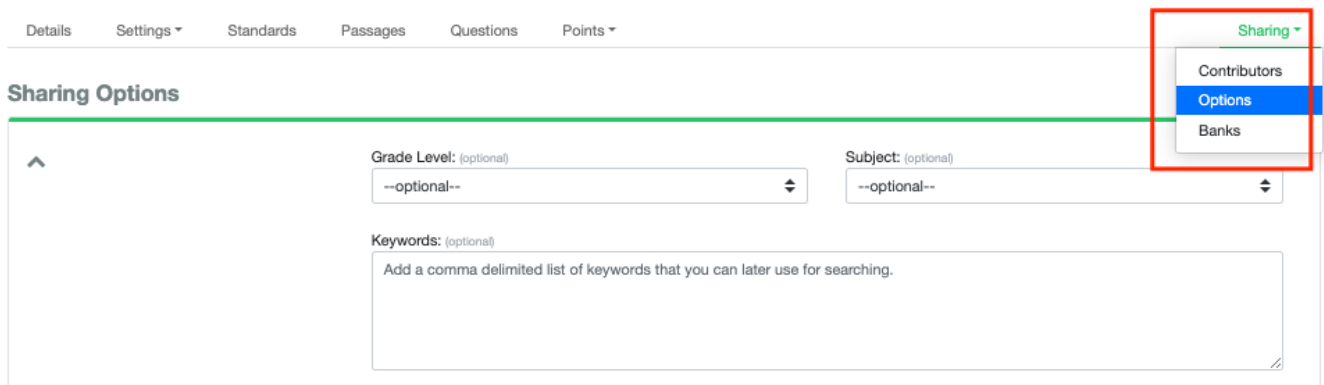 Details Settings Standards Passages Questions Points Sharing
Contributors
Options
Banks
Sharing Options
Grade Level: (optional) Subject: (optional)
--optional-- --optional--
Keywords: (optional)
Add a comma delimited list of keywords that you can later use for searching.